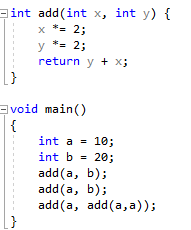 int add(int x, int y) {
    x *= 2;
    y *= 2;
    return y + x;
}
void main()
{
    int a = 10;
    int b = 20;
    add(a, b);
    add(a, b);
    add(a, add(a,a));
}